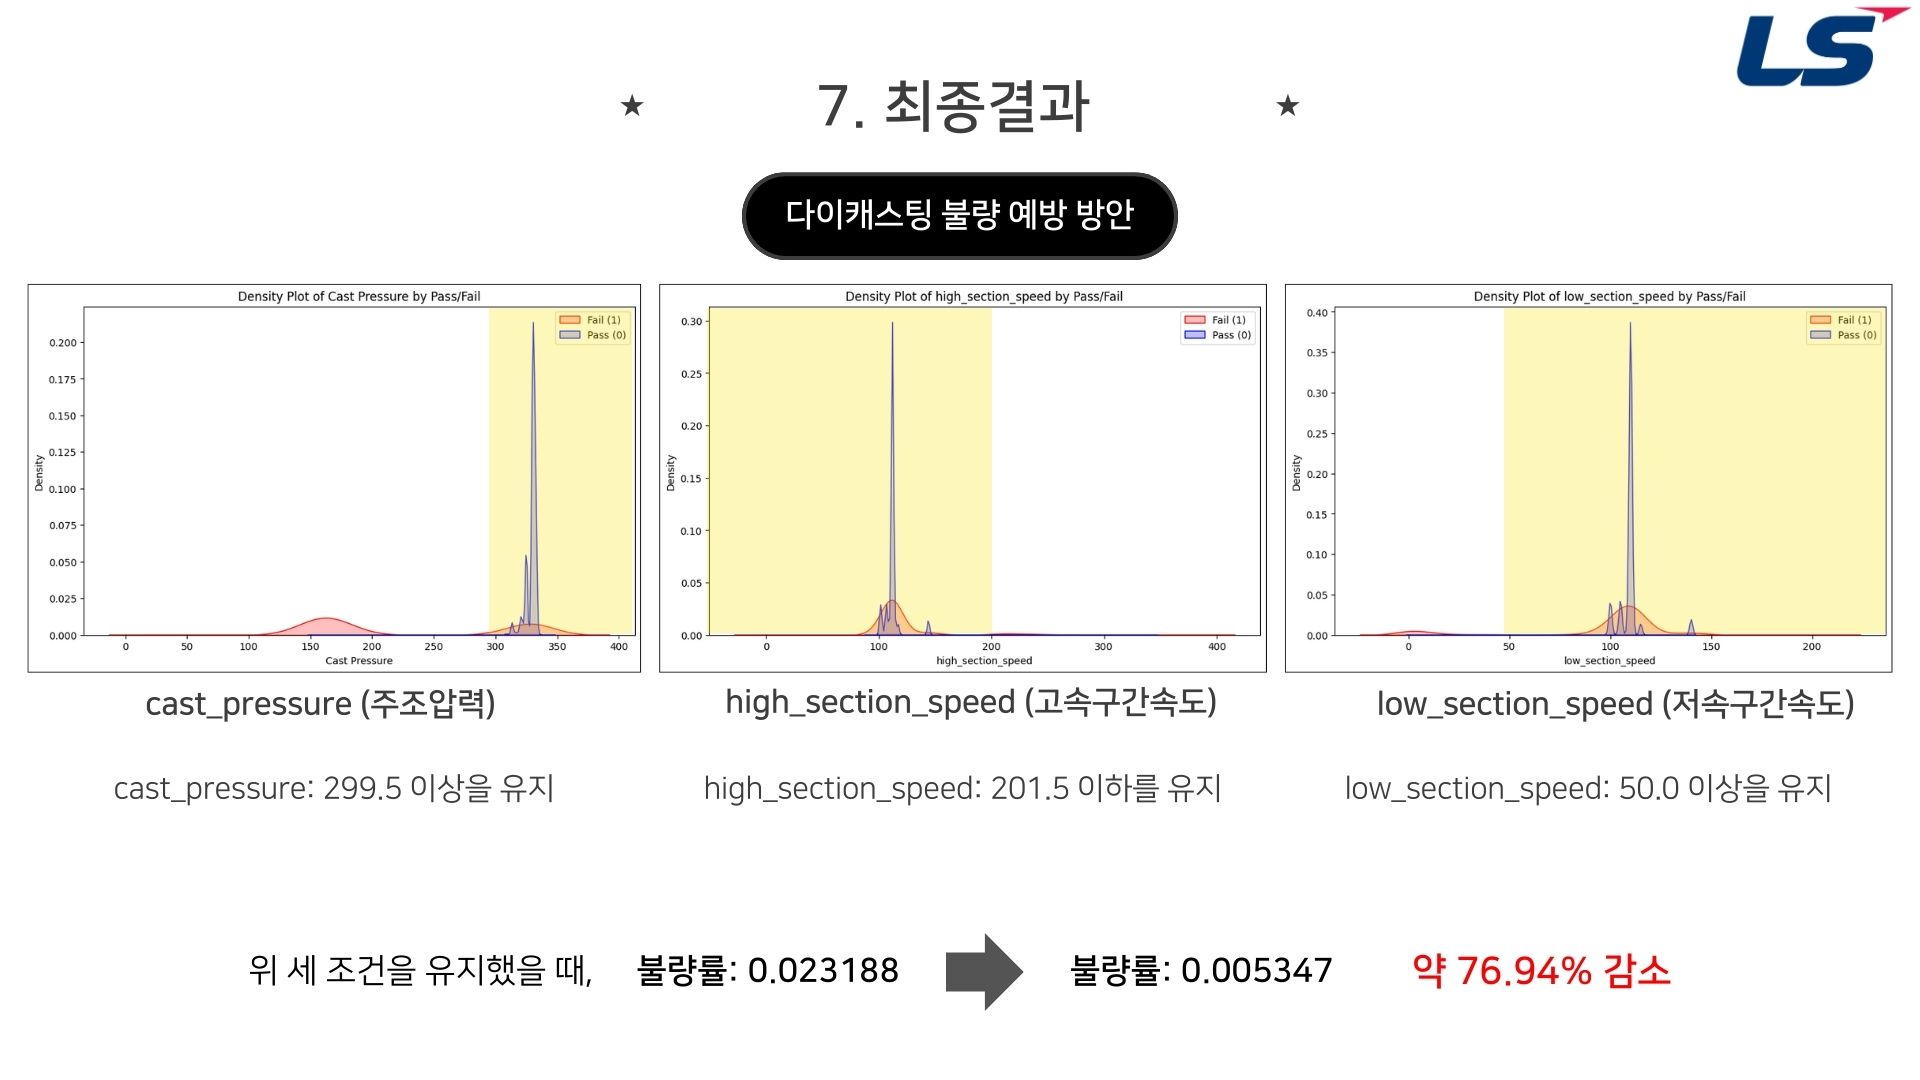 LS
★ 7. 최종결과 ★
다이캐스팅 불량 예방 방안
Density Plot of Cast Pressure by Pass/Fail
Fail (1)
Pass (0)
0.200
0.175
0.150
0.125
0.100
0.075
0.050
0.025
0.000
Density
0 50 100 150 200 250 300 350 400
Cast Pressure
Density Plot of high_section_speed by Pass/Fail
Fail (1)
Pass (0)
0.30
0.25
0.20
0.15
0.10
0.05
0.00
Density
0 100 200 300 400
high_section_speed
Density Plot of low_section_speed by Pass/Fail
Fail (1)
Pass (0)
0.40
0.35
0.30
0.25
0.20
0.15
0.10
0.05
0.00
Density
0 50 100 150 200
low_section_speed
cast_pressure (주조압력)
high_section_speed (고속구간속도)
low_section_speed (저속구간속도)
cast_pressure: 299.5 이상을 유지
high_section_speed: 201.5 이하를 유지
low_section_speed: 50.0 이상을 유지
위 세 조건을 유지했을 때, 불량률: 0.023188 불량률: 0.005347 약 76.94% 감소